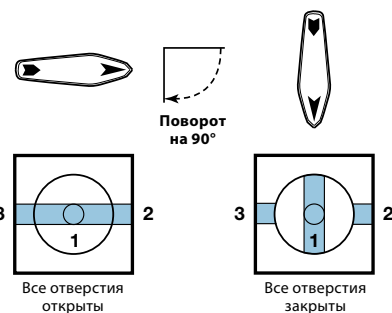 Поворот
на 90°
3
2
1
3
2
1
Все отверстия
открыты
Все отверстия
закрыты